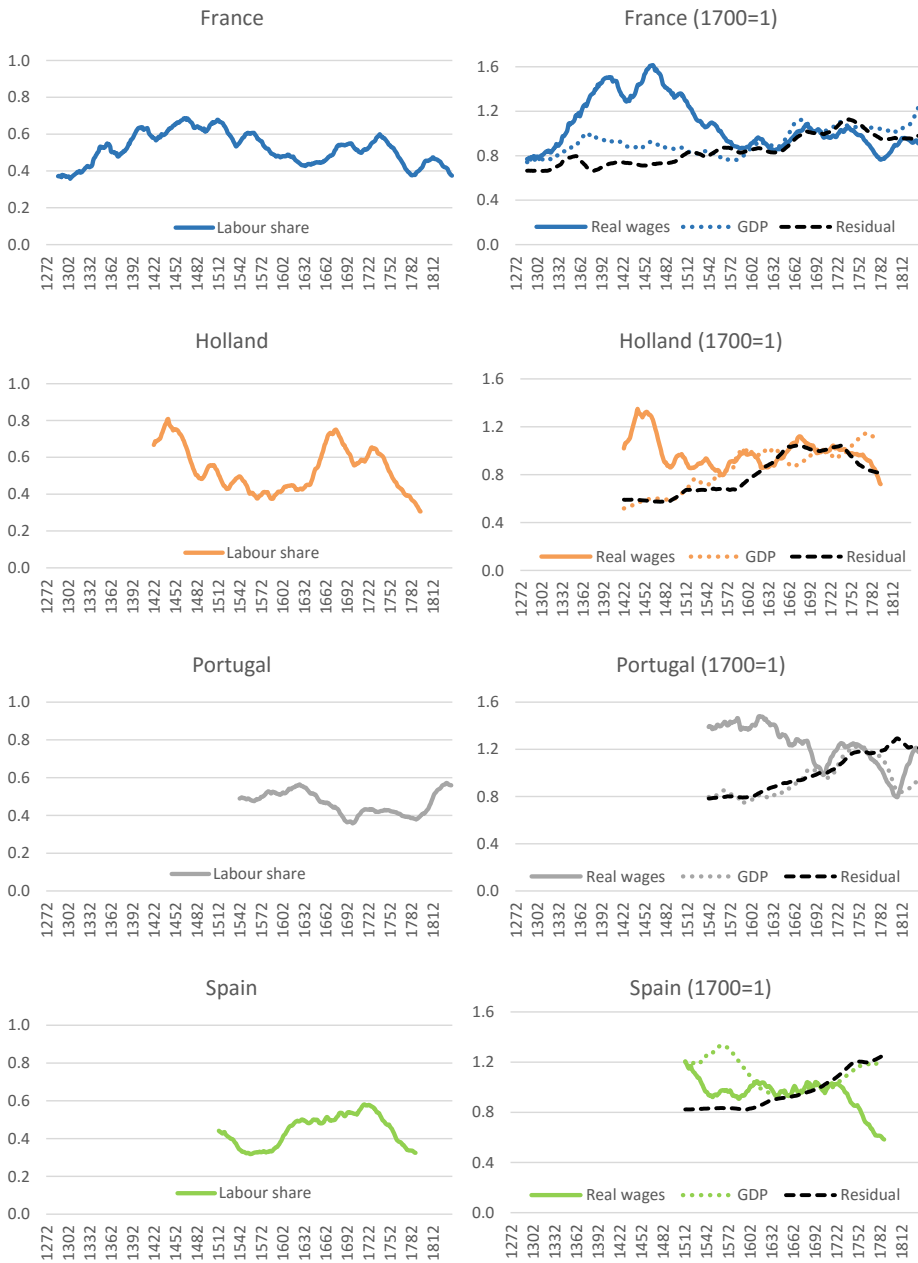 France
1.0
0.8
0.6
0.4
0.2
0.0
Labour share
1272 1302 1332 1362 1392 1422 1452 1482 1512 1542 1572 1602 1632 1662 1692 1722 1752 1782 1812
France (1700=1)
1.6
1.2
0.8
0.4
0.0
Real wages GDP Residual
1272 1302 1332 1362 1392 1422 1452 1482 1512 1542 1572 1602 1632 1662 1692 1722 1752 1782 1812
Holland
1.0
0.8
0.6
0.4
0.2
0.0
Labour share
1272 1302 1332 1362 1392 1422 1452 1482 1512 1542 1572 1602 1632 1662 1692 1722 1752 1782 1812
Holland (1700=1)
1.6
1.2
0.8
0.4
0.0
Real wages GDP Residual
1272 1302 1332 1362 1392 1422 1452 1482 1512 1542 1572 1602 1632 1662 1692 1722 1752 1782 1812
Portugal
1.0
0.8
0.6
0.4
0.2
0.0
Labour share
1272 1302 1332 1362 1392 1422 1452 1482 1512 1542 1572 1602 1632 1662 1692 1722 1752 1782 1812
Portugal (1700=1)
1.6
1.2
0.8
0.4
0.0
Real wages GDP Residual
1272 1302 1332 1362 1392 1422 1452 1482 1512 1542 1572 1602 1632 1662 1692 1722 1752 1782 1812
Spain
1.0
0.8
0.6
0.4
0.2
0.0
Labour share
1272 1302 1332 1362 1392 1422 1452 1482 1512 1542 1572 1602 1632 1662 1692 1722 1752 1782 1812
Spain (1700=1)
1.6
1.2
0.8
0.4
0.0
Real wages GDP Residual
1272 1302 1332 1362 1392 1422 1452 1482 1512 1542 1572 1602 1632 1662 1692 1722 1752 1782 1812